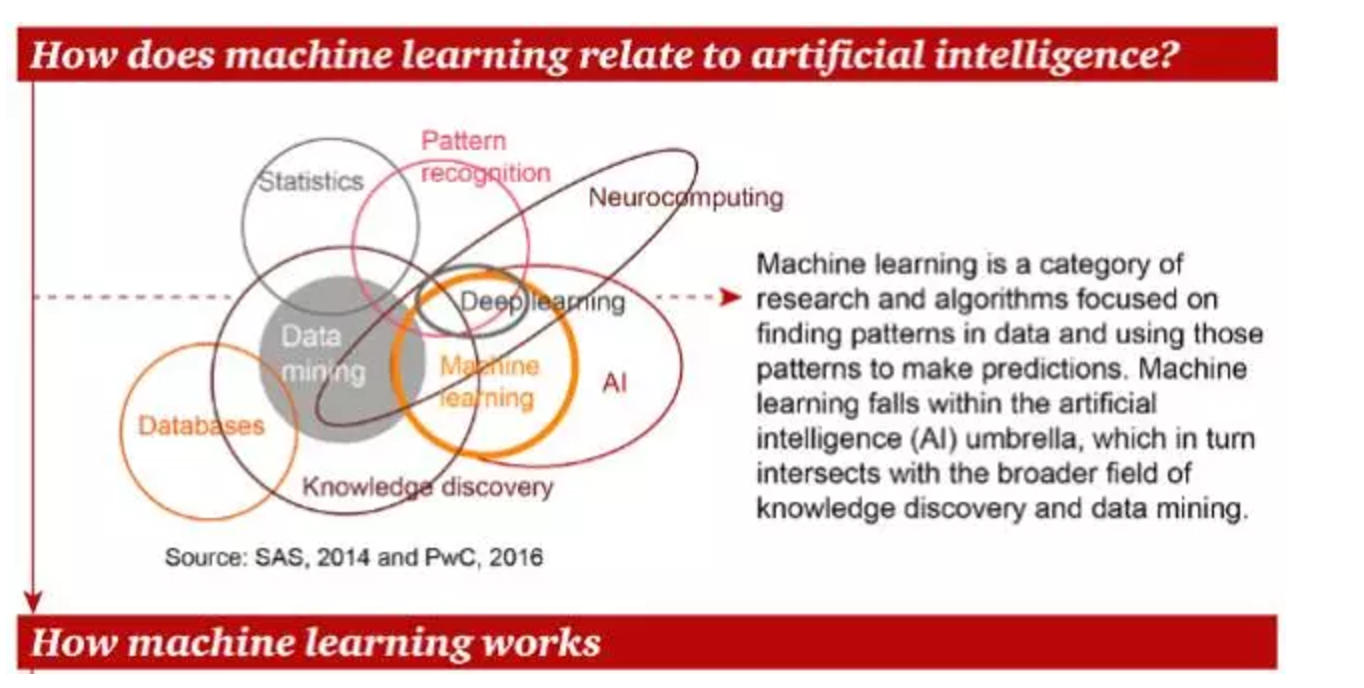 How does machine learning relate to artificial intelligence?
Pattern
recognition
Statistics
Neurocomputing
Deep learning
Data
mining
Machine
learning
AI
Databases
Knowledge discovery
Source: SAS, 2014 and PwC, 2016
Machine learning is a category of
research and algorithms focused on
finding patterns in data and using those
patterns to make predictions. Machine
learning falls within the artificial
intelligence (AI) umbrella, which in turn
intersects with the broader field of
knowledge discovery and data mining.
How machine learning works